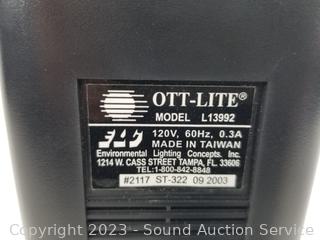 OTT-LITE®
MODEL L13992
120V, 60Hz, 0.3A
MADE IN TAIWAN
Environmental Lighting Concepts, Inc.
1214 W. CASS STREET TAMPA, FL. 33606
TEL:1-800-842-8848
#2117 ST-322 09 2003
Copyright 2023 - Sound Auction Service